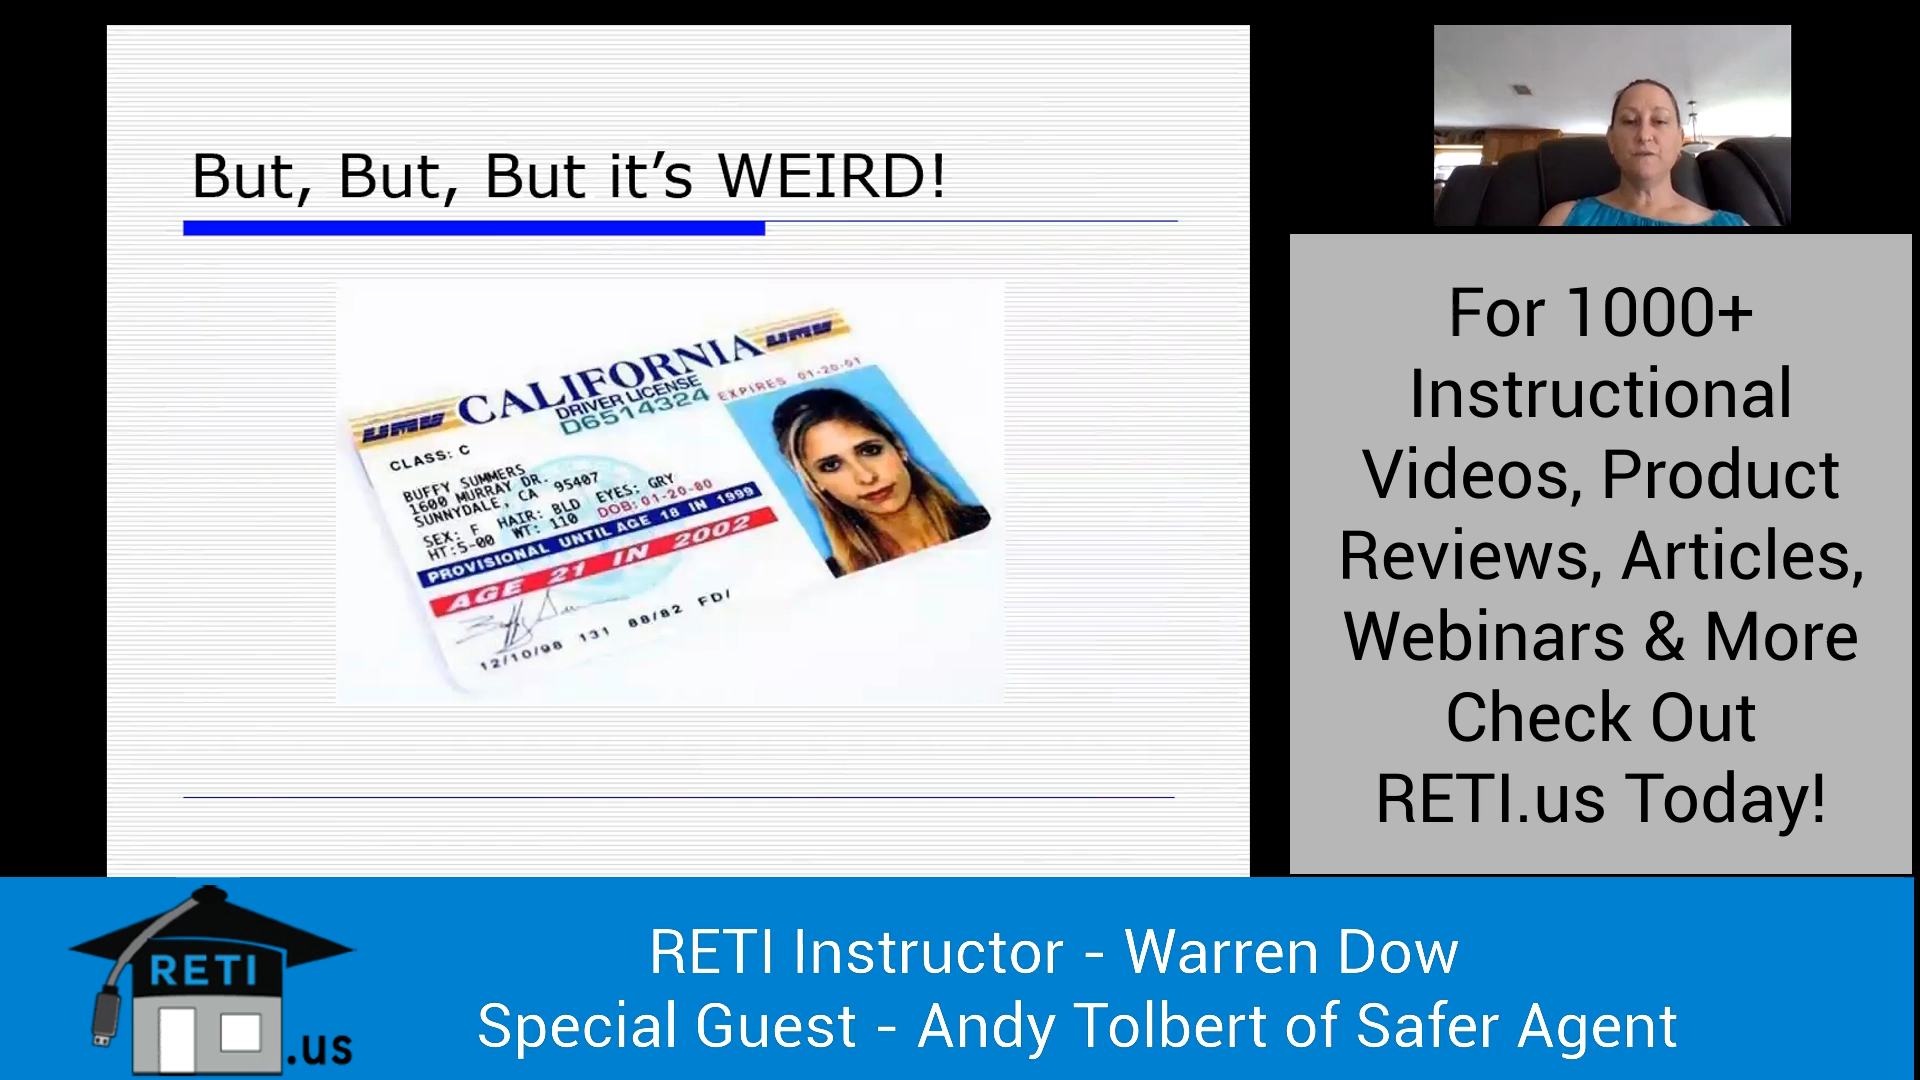 But, But, But it’s WEIRD!
CALIFORNIA
DRIVER LICENSE
D6514324
EXPIRES 01-20-01
CLASS: C
BUFFY SUMMERS
1600 MURRAY DR.
SUNNYDALE, CA 95407
SEX: F HAIR: BLD EYES: GRY
HT:5-00 WT: 110 DOB:01-20-80
PROVISIONAL UNTIL AGE 18 IN 1999
AGE 21 IN 2002
12/10/98 131 88/82 FD/
For 1000+
Instructional
Videos, Product
Reviews, Articles,
Webinars & More
Check Out
RETI.us Today!
RETI
.us
RETI Instructor - Warren Dow
Special Guest - Andy Tolbert of Safer Agent